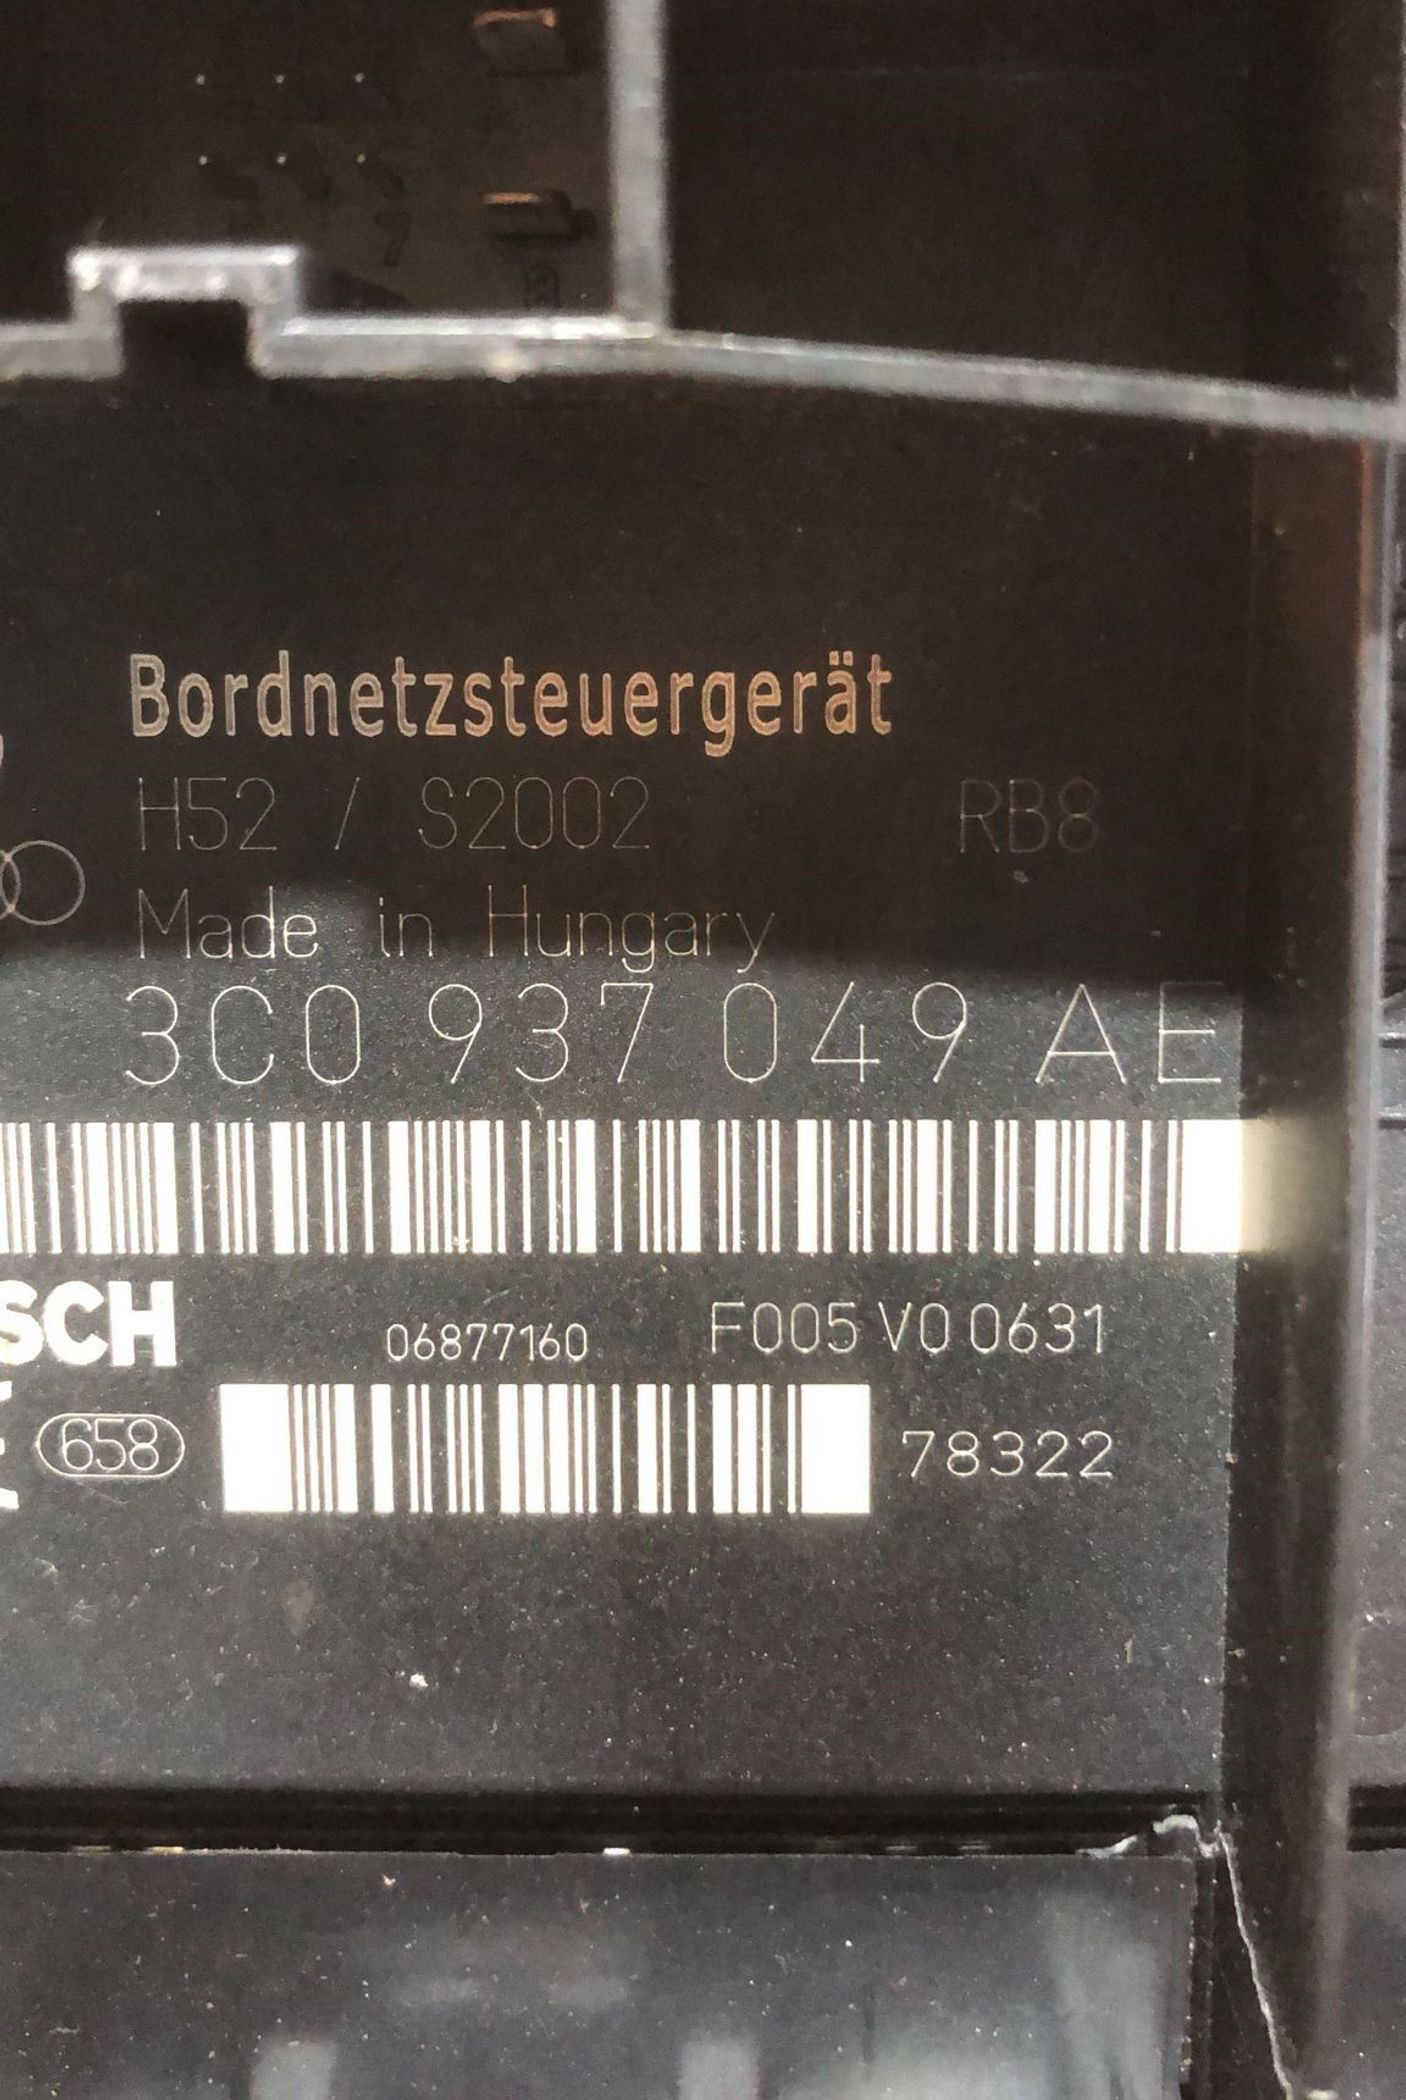 Bordnetzsteuergerät
H52 / S2002 RB8
Made in Hungary
3C0 937 049 AE
SCH
06877160 F005 V0 0631
658 78322